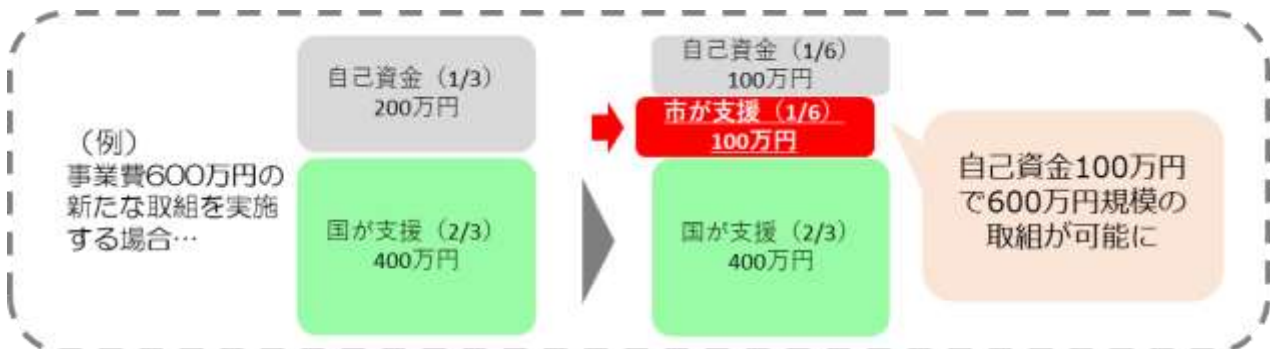 （例）
事業費600万円の
新たな取組を実施
する場合…
自己資金（1/3）
200万円
国が支援（2/3）
400万円
自己資金（1/6）
100万円
市が支援（1/6）
100万円
国が支援（2/3）
400万円
自己資金100万円
で600万円規模の
取組が可能に